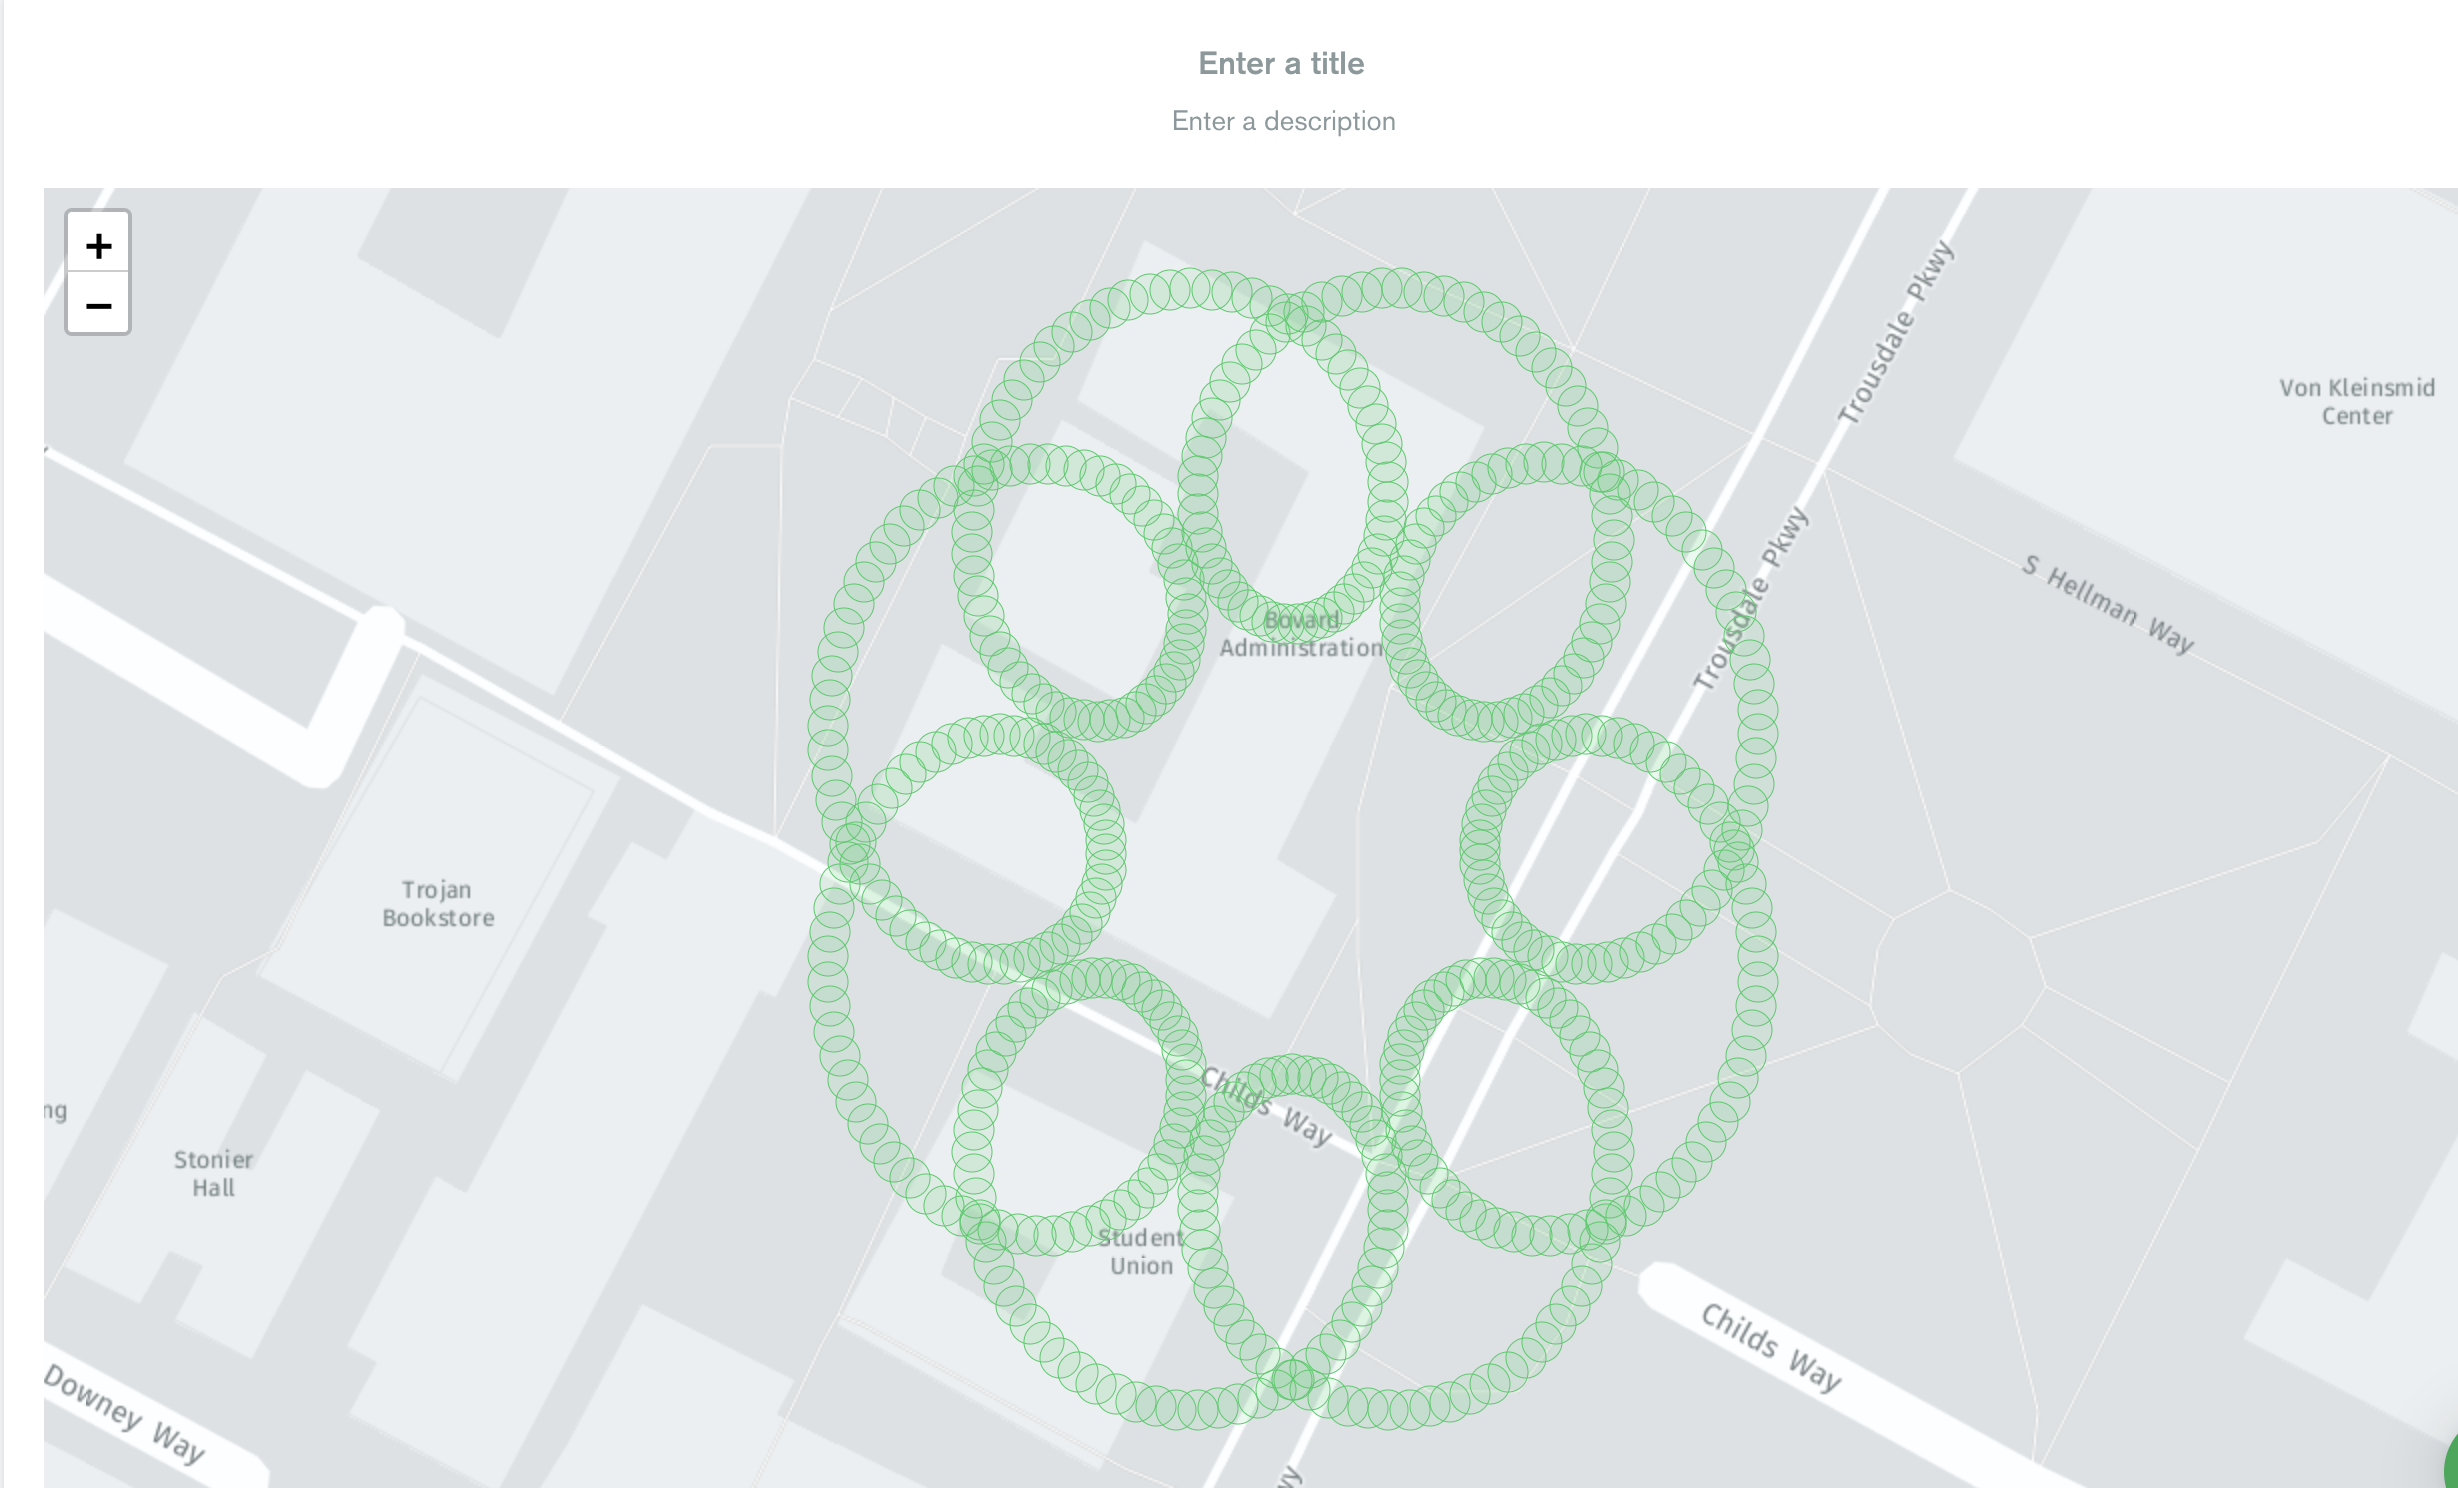 Enter a title
Enter a description
+
−
Trousdale Pkwy
Von Kleinsmid
Center
Trousdale Pkwy
S Hellman Way
Bovard
Administration
Trojan
Bookstore
Childs Way
ng
Stonier
Hall
Student
Union
Childs Way
Downey Way
wy